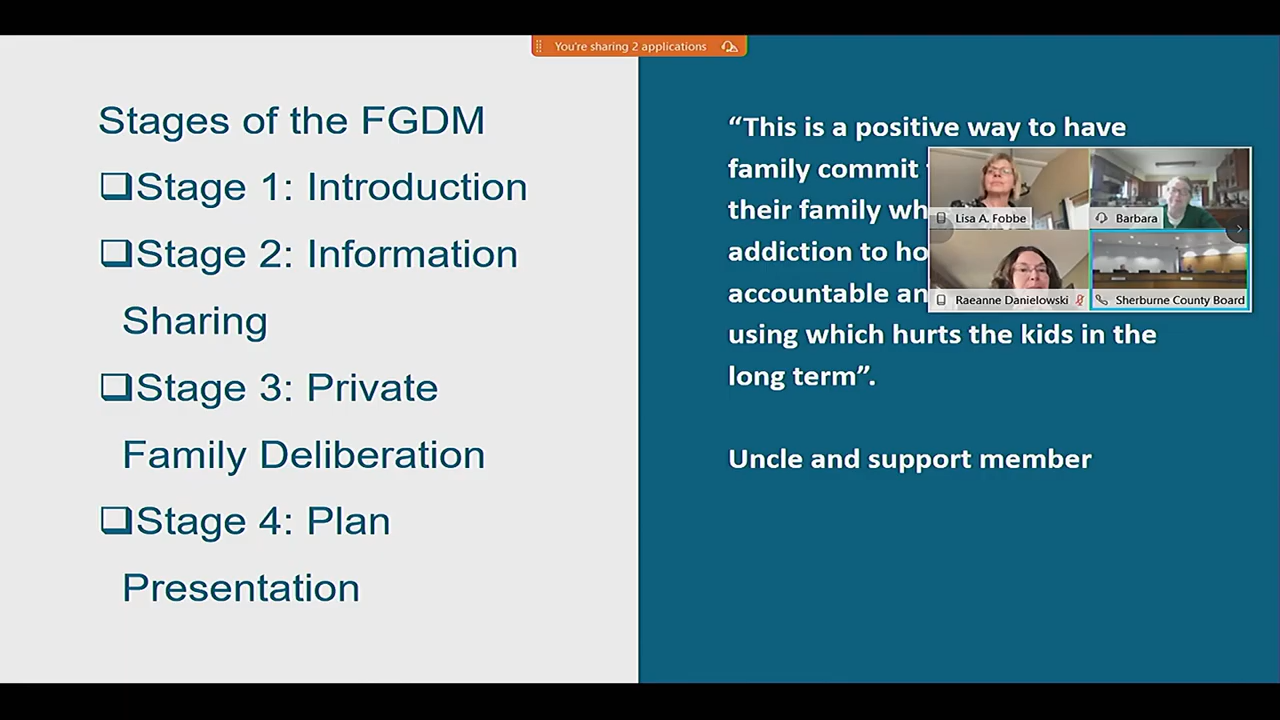 You're sharing 2 applications
Stages of the FGDM
Stage 1: Introduction
Stage 2: Information
Sharing
Stage 3: Private
Family Deliberation
Stage 4: Plan
Presentation
“This is a positive way to have
family commit
their family
addiction to
accountable
using which hurts the kids in the
long term”.
Uncle and support member
Lisa A. Fobbe
Barbara
Raeanne Danielowski
Sherburne County Board